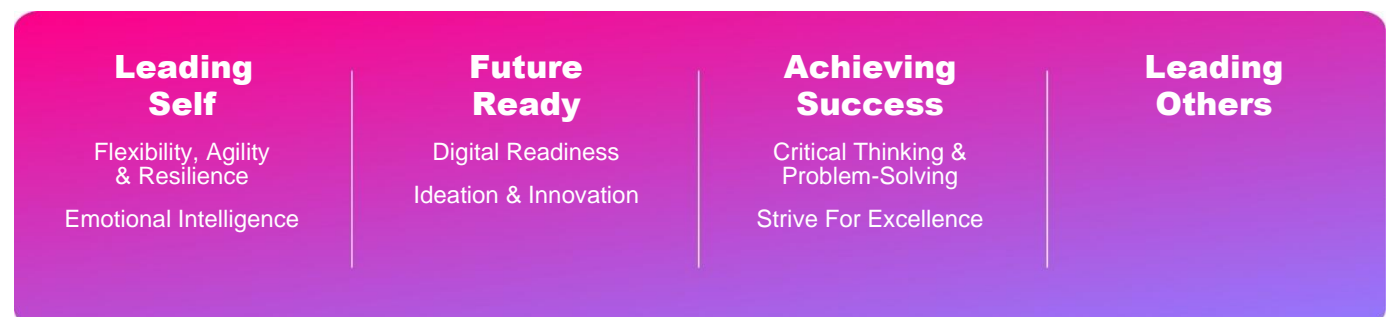 Leading
Self
Flexibility, Agility
& Resilience
Emotional Intelligence
Future
Ready
Digital Readiness
Ideation & Innovation
Achieving
Success
Critical Thinking &
Problem-Solving
Strive For Excellence
Leading
Others